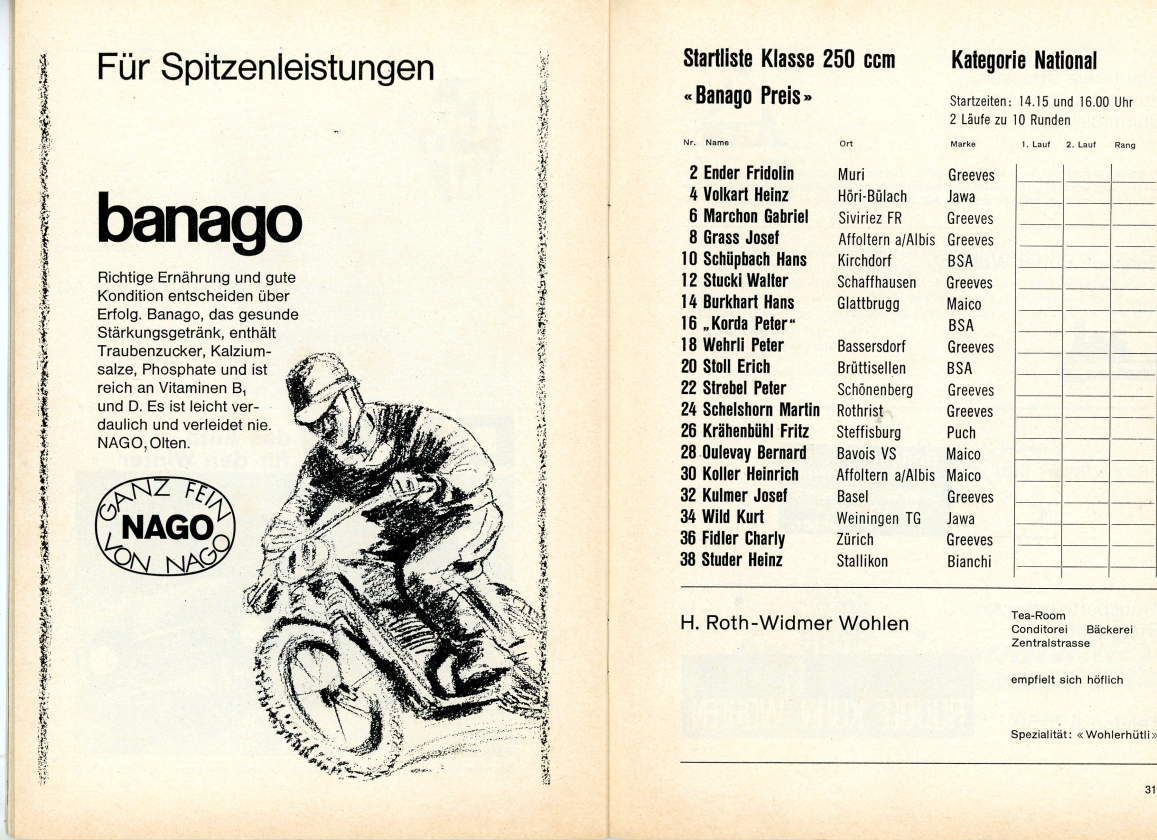 Für Spitzenleistungen
banago
Richtige Ernährung und gute
Kondition entscheiden über
Erfolg. Banago, das gesunde
Stärkungsgetränk, enthält
Traubenzucker, Kalzium-
salze, Phosphate und ist
reich an Vitaminen B₁
und D. Es ist leicht ver-
daulich und verleidet nie.
NAGO, Olten.
GANZ FEIN
NAGO
VON NAGO
Startliste Klasse 250 ccm Kategorie National
«Banago Preis»
Startzeiten: 14.15 und 16.00 Uhr
2 Läufe zu 10 Runden
Nr. Name Ort Marke 1. Lauf 2. Lauf Rang
2 Ender Fridolin Muri Greeves
4 Volkart Heinz Höri-Bülach Jawa
6 Marchon Gabriel Siviriez FR Greeves
8 Grass Josef Affoltern a/Albis Greeves
10 Schüpbach Hans Kirchdorf BSA
12 Stucki Walter Schaffhausen Greeves
14 Burkhart Hans Glattbrugg Maico
16 „Korda Peter“ BSA
18 Wehrli Peter Bassersdorf Greeves
20 Stoll Erich Brüttisellen BSA
22 Strebel Peter Schönenberg Greeves
24 Schelshorn Martin Rothrist Greeves
26 Krähenbühl Fritz Steffisburg Puch
28 Oulevay Bernard Bavois VS Maico
30 Koller Heinrich Affoltern a/Albis Maico
32 Kulmer Josef Basel Greeves
34 Wild Kurt Weiningen TG Jawa
36 Fidler Charly Zürich Greeves
38 Studer Heinz Stallikon Bianchi
H. Roth-Widmer Wohlen
Tea-Room
Conditorei Bäckerei
Zentralstrasse
empfielt sich höflich
Spezialität: «Wohlerhütli»
31